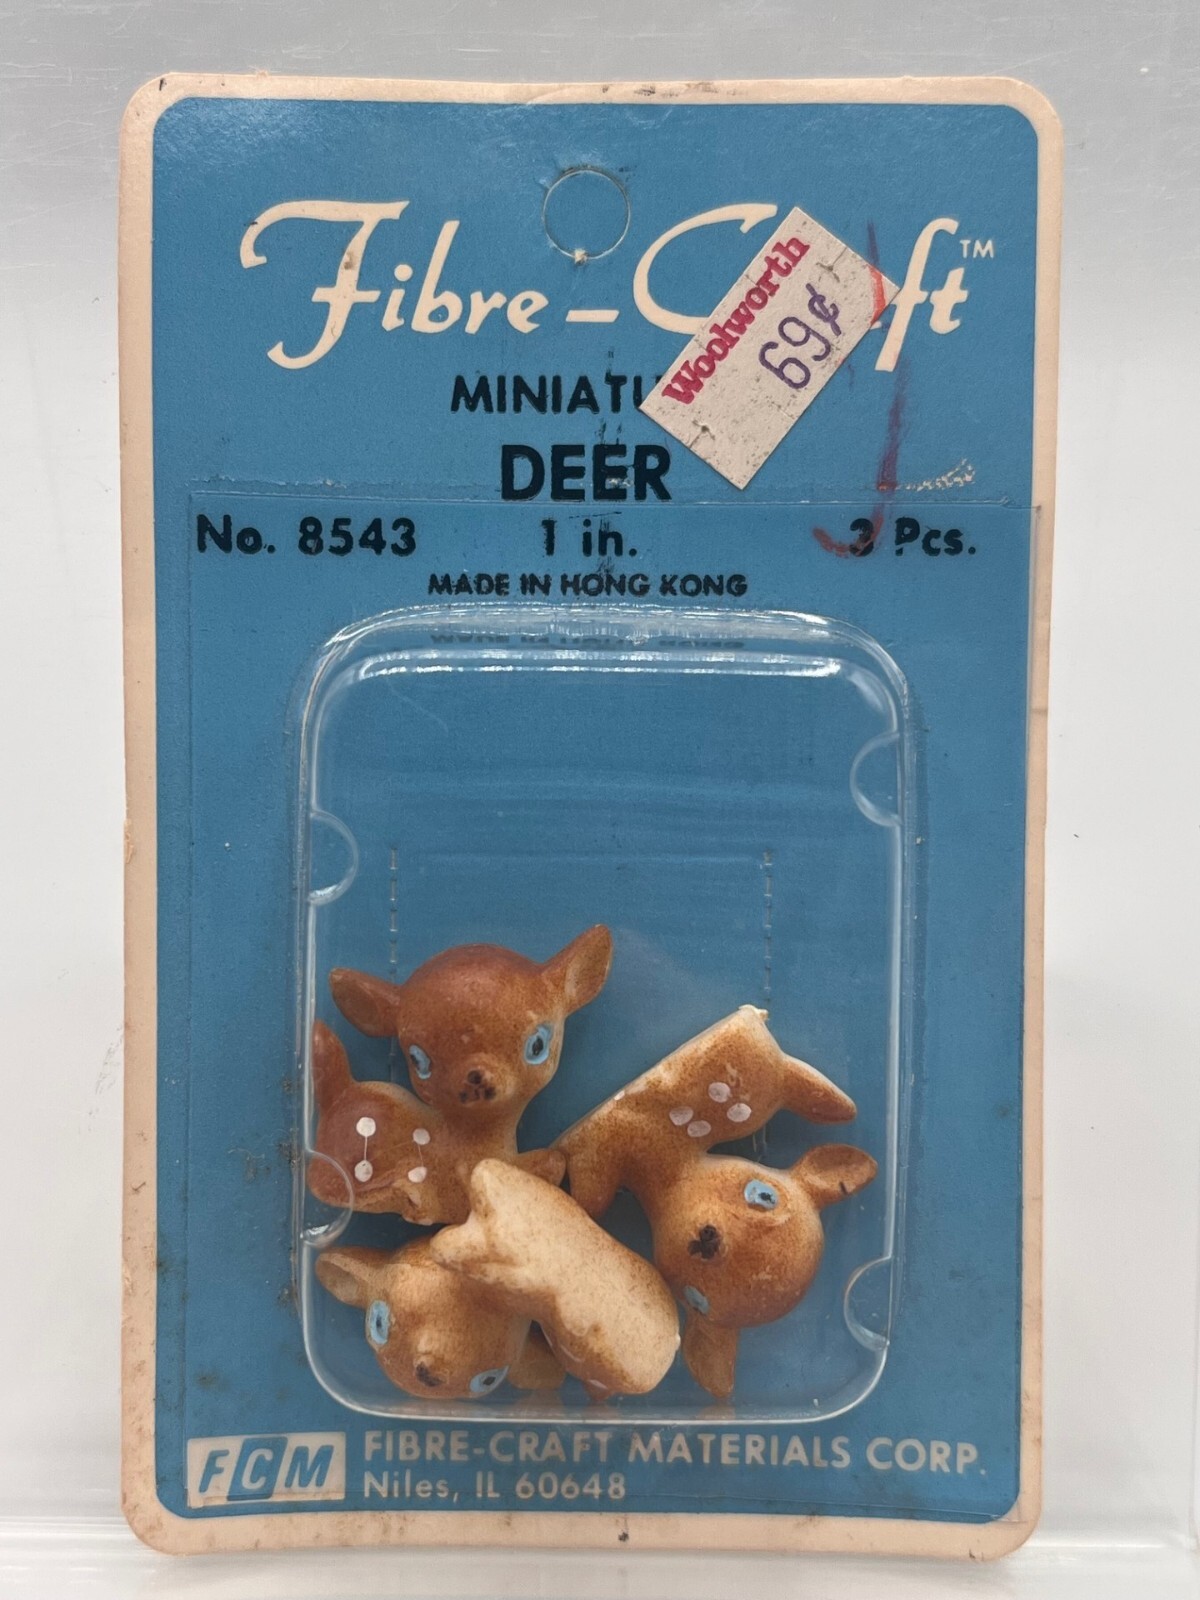 Fibre-Craft™
Woolworth
69¢
MINIATU
DEER
No. 8543 1 in. 3 Pcs.
MADE IN HONG KONG
FCM FIBRE-CRAFT MATERIALS CORP.
Niles, IL 60648